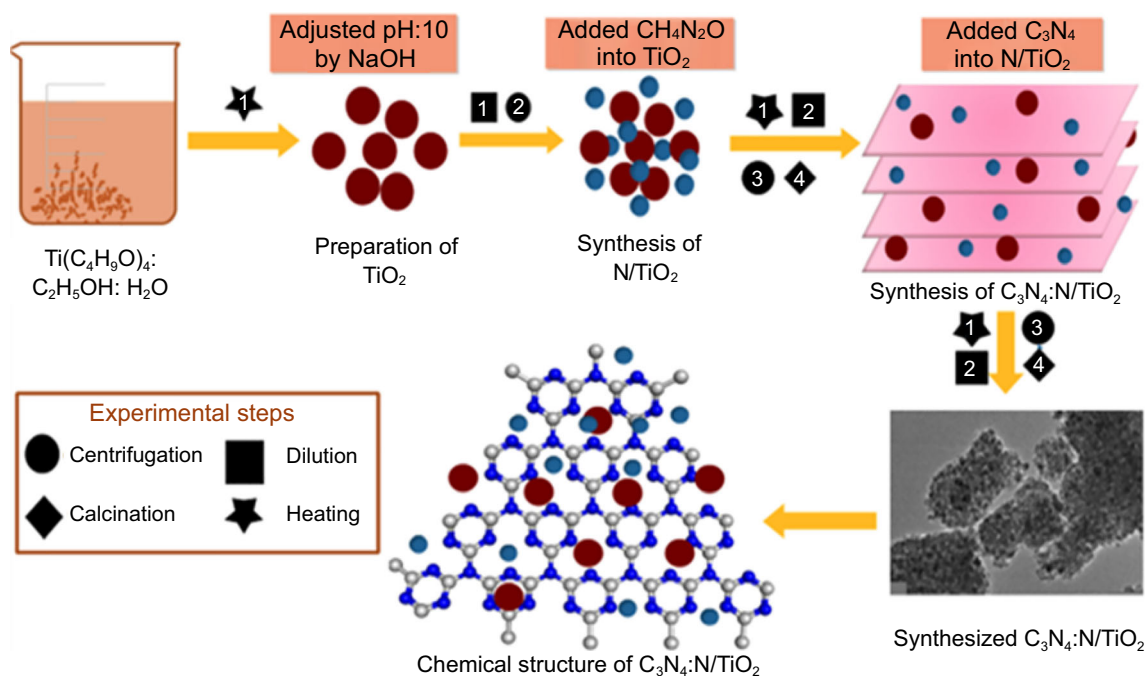 Adjusted pH:10
by NaOH
Added CH₄N₂O
into TiO₂
Added C₃N₄
into N/TiO₂
1
1 2
1 2
3 4
Ti(C₄H₉O)₄:
C₂H₅OH: H₂O
Preparation of
TiO₂
Synthesis of
N/TiO₂
Synthesis of C₃N₄:N/TiO₂
1 3
2 4
Experimental steps
Centrifugation
Dilution
Calcination
Heating
Synthesized C₃N₄:N/TiO₂
Chemical structure of C₃N₄:N/TiO₂